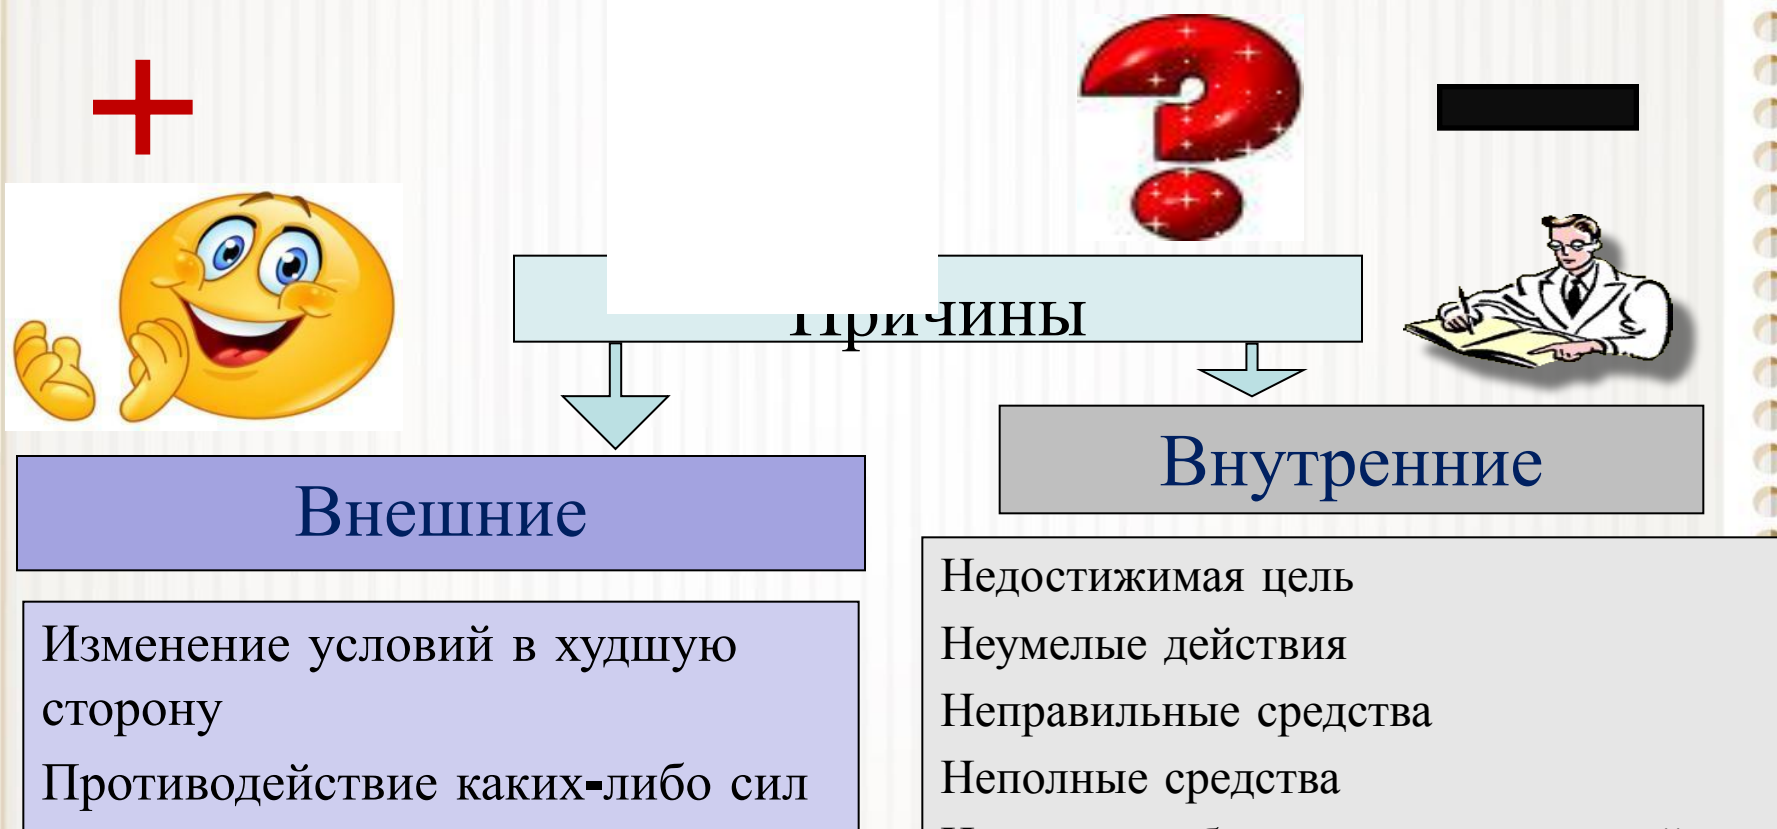 Причины
Внешние
Изменение условий в худшую
сторону
Противодействие каких-либо сил
Внутренние
Недостижимая цель
Неумелые действия
Неправильные средства
Неполные средства